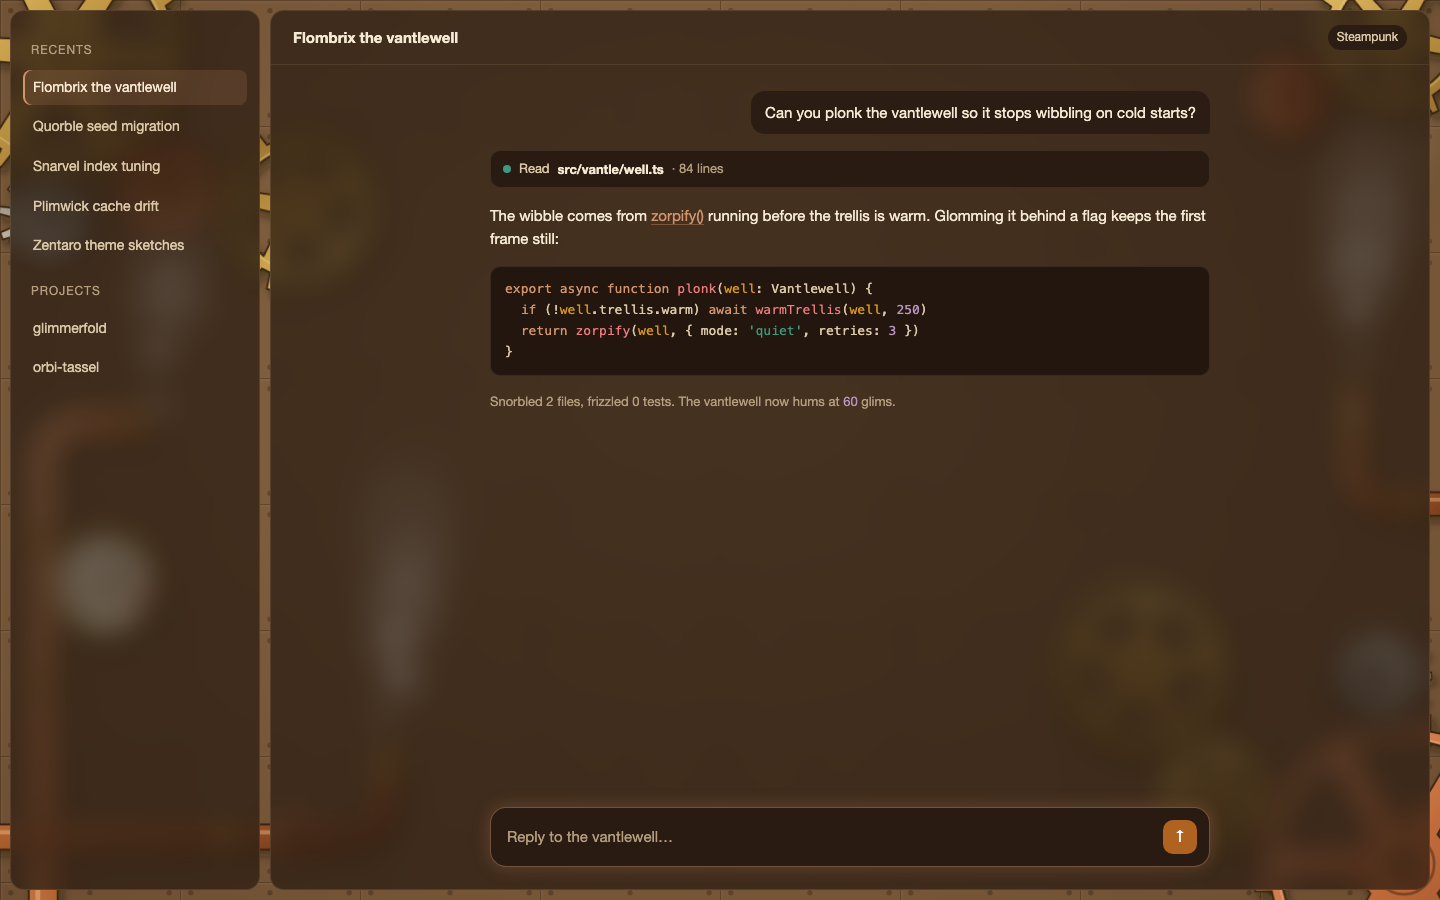 RECENTS
Flombrix the vantlewell
Quorble seed migration
Snarvel index tuning
Plimwick cache drift
Zentaro theme sketches
PROJECTS
glimmerfold
orbi-tassel
Flombrix the vantlewell
Steampunk
Can you plonk the vantlewell so it stops wibbling on cold starts?
Read src/vantle/well.ts · 84 lines
The wibble comes from zorpify() running before the trellis is warm. Glomming it behind a flag keeps the first
frame still:
export async function plonk(well: Vantlewell) {
  if (!well.trellis.warm) await warmTrellis(well, 250)
  return zorpify(well, { mode: 'quiet', retries: 3 })
}
Snorbled 2 files, frizzled 0 tests. The vantlewell now hums at 60 glims.
Reply to the vantlewell…